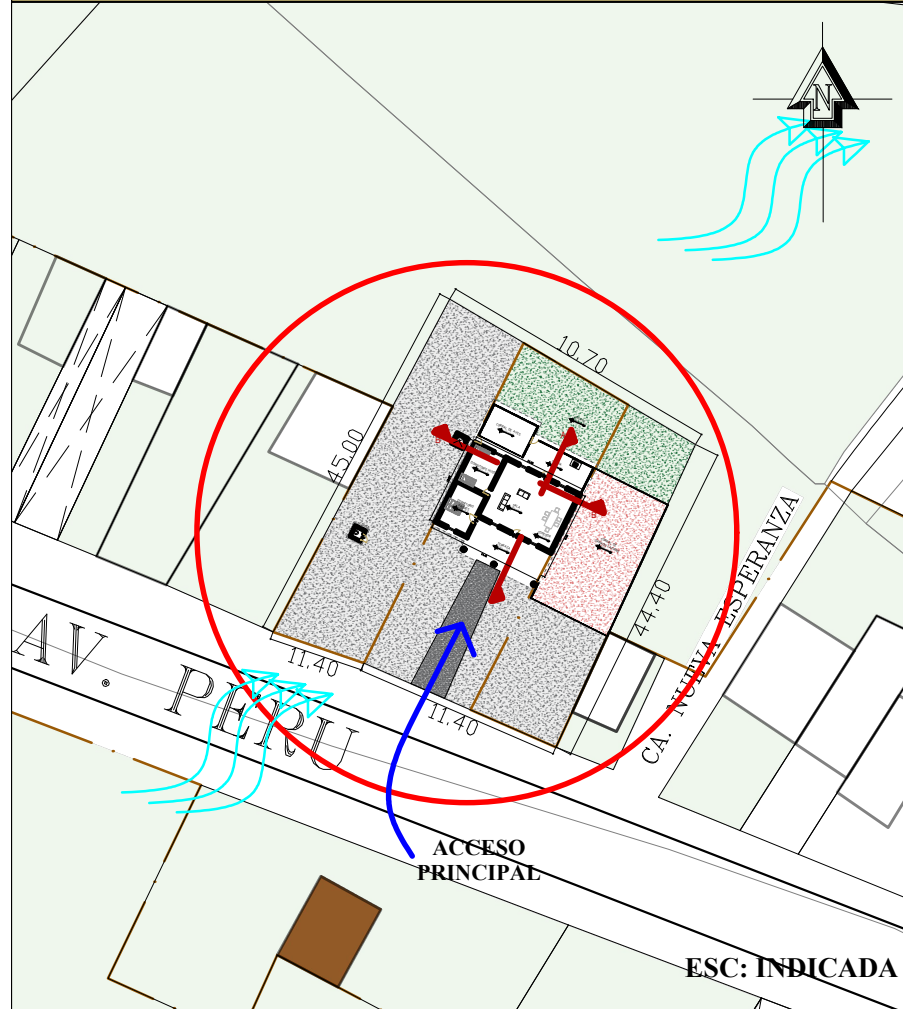 N
10.70
45.00
44.40
CA. NUEVA ESPERANZA
11.40
11.40
AV. PERU
ACCESO
PRINCIPAL
ESC: INDICADA